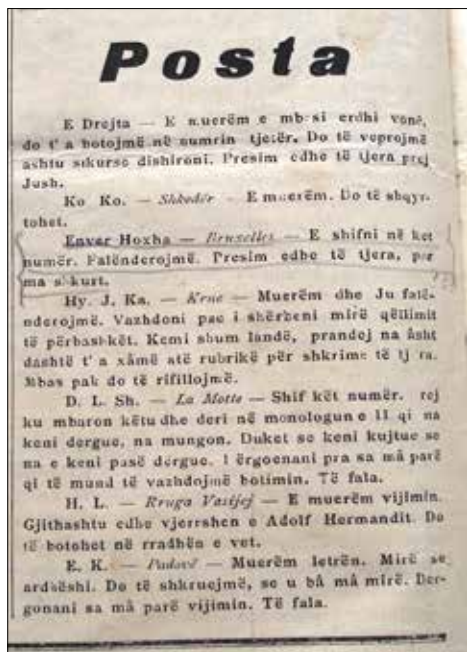 Posta
E Drejta — E muerëm e mbasi erdhi vonë,
do t'a botojmë në numrin tjetër. Do të veprojmë
ashtu sikurse dishironi. Presim edhe të tjera prej
Jush.
Ko Ko. — Shkodër — E muerëm. Do të shqyr-
tohet.
Enver Hoxha — Bruxelles — E shifni në kët
numër. Falënderojmë. Presim edhe të tjera, por
ma shkurt.
Hy. J. Ka. — Krue — Muerëm dhe Ju falë-
nderojmë. Vazhdoni pse i shërbeni mirë qëllimit
të përbashkët. Kemi shum landë, prandej na âsht
dashtë t'a xâmë atë rubrikë për shkrime të tj ra.
Mbas pak do të rifillojmë.
D. L. Sh. — La Motte — Shif kët numër. rej
ku mbaron këtu dhe deri në monologun e II qi na
keni dergue, na mungon. Duket se keni kujtue se
na e keni pasë dërgue. I ërgoenani pra sa mâ parë
qi të mund të vazhdojmë botimin. Të fala.
H. L. — Rruga Vasijej — E muerëm vijimin.
Gjithashtu edhe vjerrshen e Adolf Hermandit. Do
të botohet në rradhën e vet.
E. K. — Padovë — Muerëm letrën. Mirë se
ardhëshi. Do të shkruejmë, se u bâ mâ mirë. Der-
gonani sa mâ parë vijimin. Të fala.